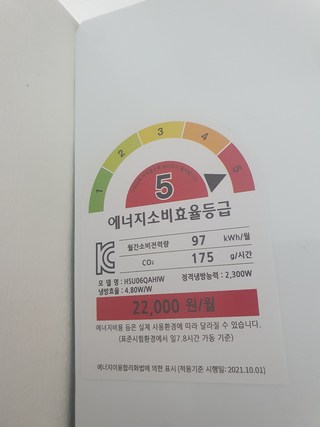 1 2 3 4 5
5
에너지소비효율등급
월간소비전력량 97 kWh/월
CO₂ 175 g/시간
모 델 명 : HSU06QAHIW 정격냉방능력 : 2,300W
냉방효율 : 4.80W/W
22,000 원/월
에너지비용 등은 실제 사용환경에 따라 달라질 수 있습니다.
(표준시험환경에서 일7.8시간 가동 기준)
에너지이용합리화법에 의한 표시 (적용기준 시행일: 2021.10.01)